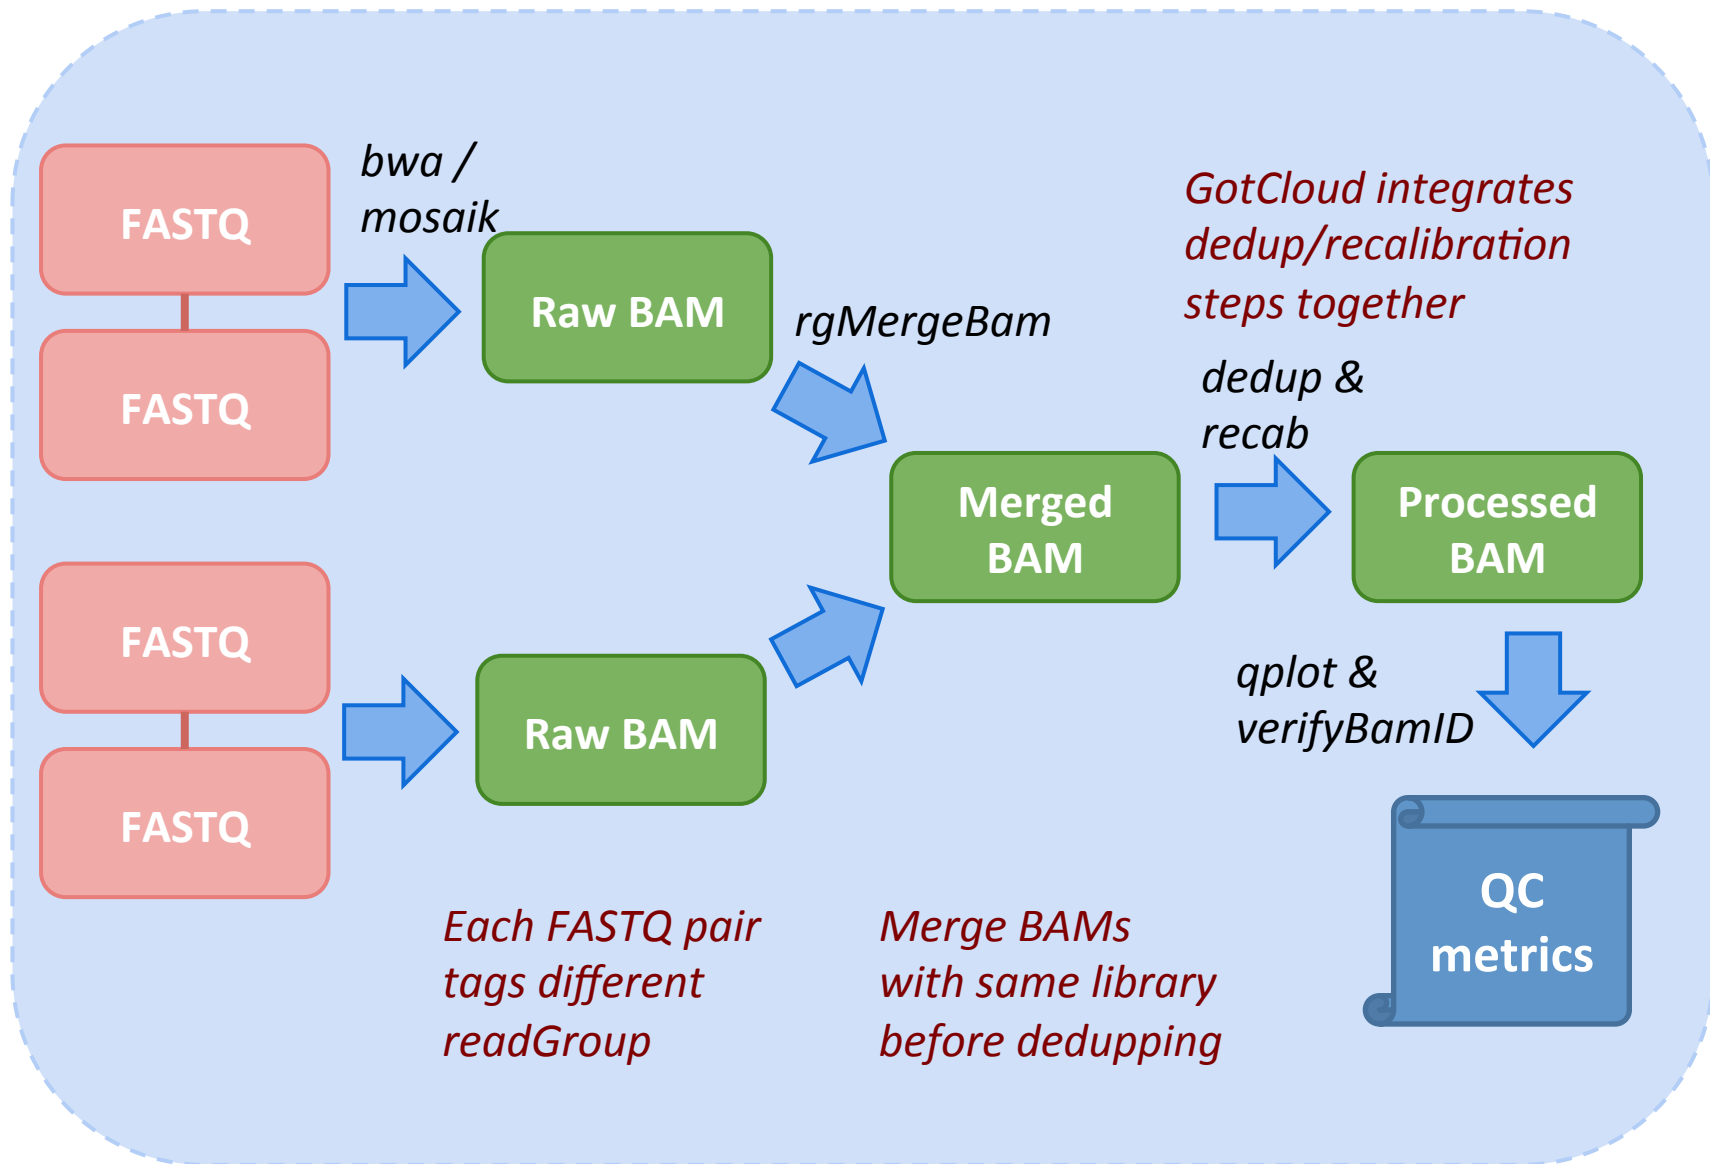 FASTQ
FASTQ
bwa /
mosaik
Raw BAM
rgMergeBam
GotCloud integrates
dedup/recalibration
steps together
dedup &
recab
Merged
BAM
Processed
BAM
FASTQ
FASTQ
Raw BAM
qplot &
verifyBamID
QC
metrics
Each FASTQ pair
tags different
readGroup
Merge BAMs
with same library
before dedupping